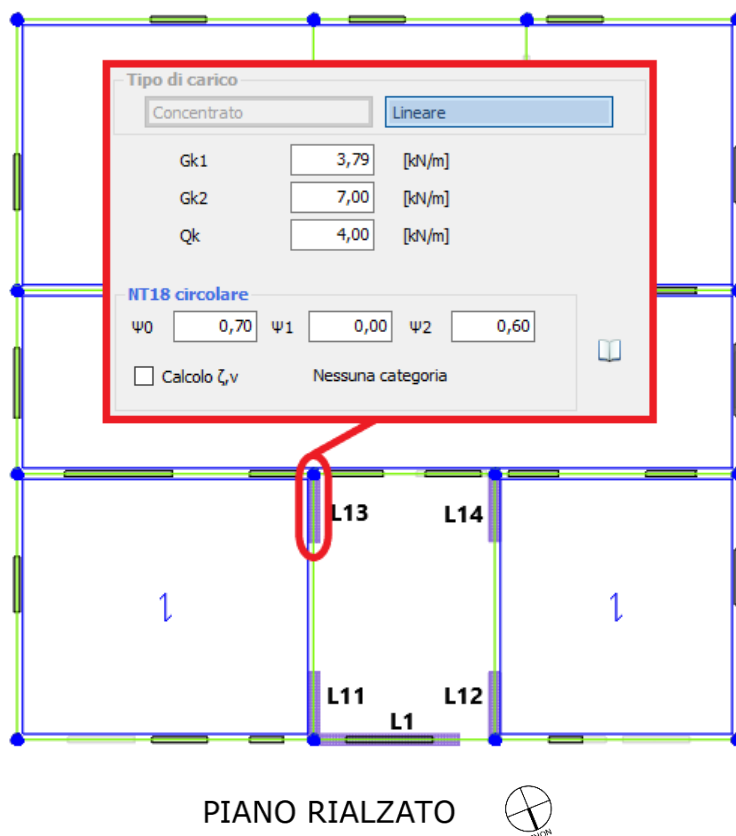 Tipo di carico
Concentrato Lineare
Gk1 3,79 [kN/m]
Gk2 7,00 [kN/m]
Qk 4,00 [kN/m]
NT18 circolare
Ψ0 0,70 Ψ1 0,00 Ψ2 0,60
Calcolo ζ,ν Nessuna categoria
L13 L14
L11 L12
L1
PIANO RIALZATO